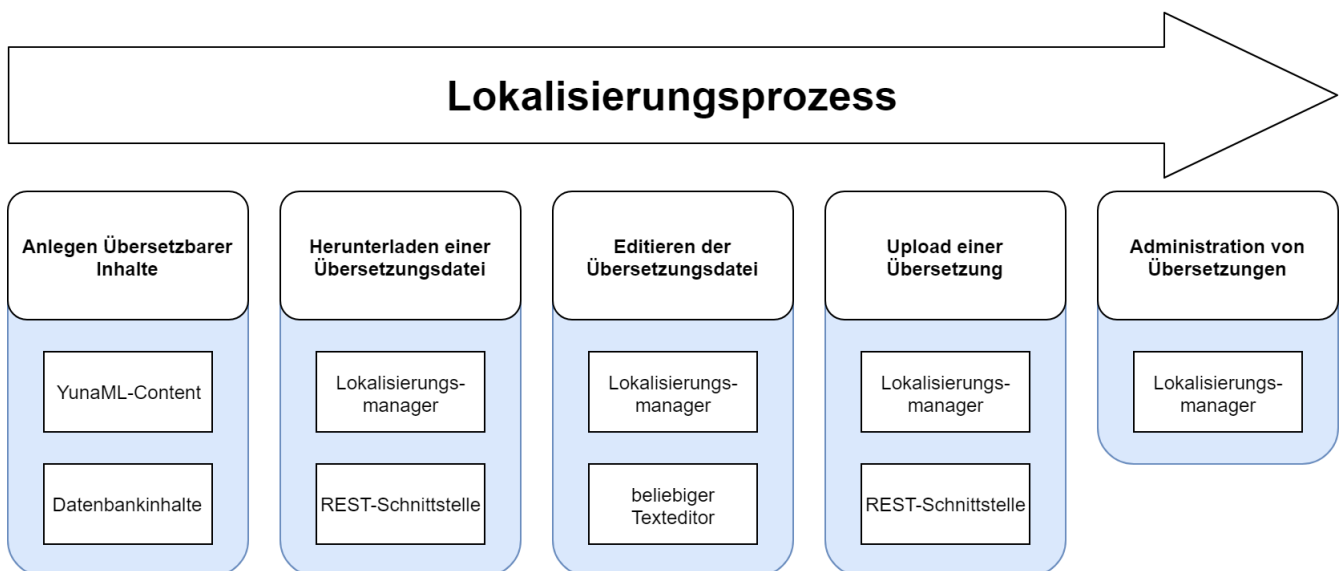 Lokalisierungsprozess
Anlegen Übersetzbarer
Inhalte
YunaML-Content
Datenbankinhalte
Herunterladen einer
Übersetzungsdatei
Lokalisierungs-
manager
REST-Schnittstelle
Editieren der
Übersetzungsdatei
Lokalisierungs-
manager
beliebiger
Texteditor
Upload einer
Übersetzung
Lokalisierungs-
manager
REST-Schnittstelle
Administration von
Übersetzungen
Lokalisierungs-
manager